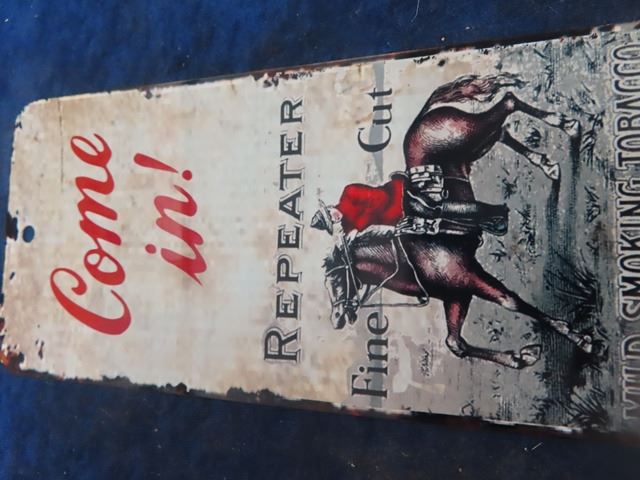 Come
in!
REPEATER
Fine Cut
MILD SMOKING TOBACCO